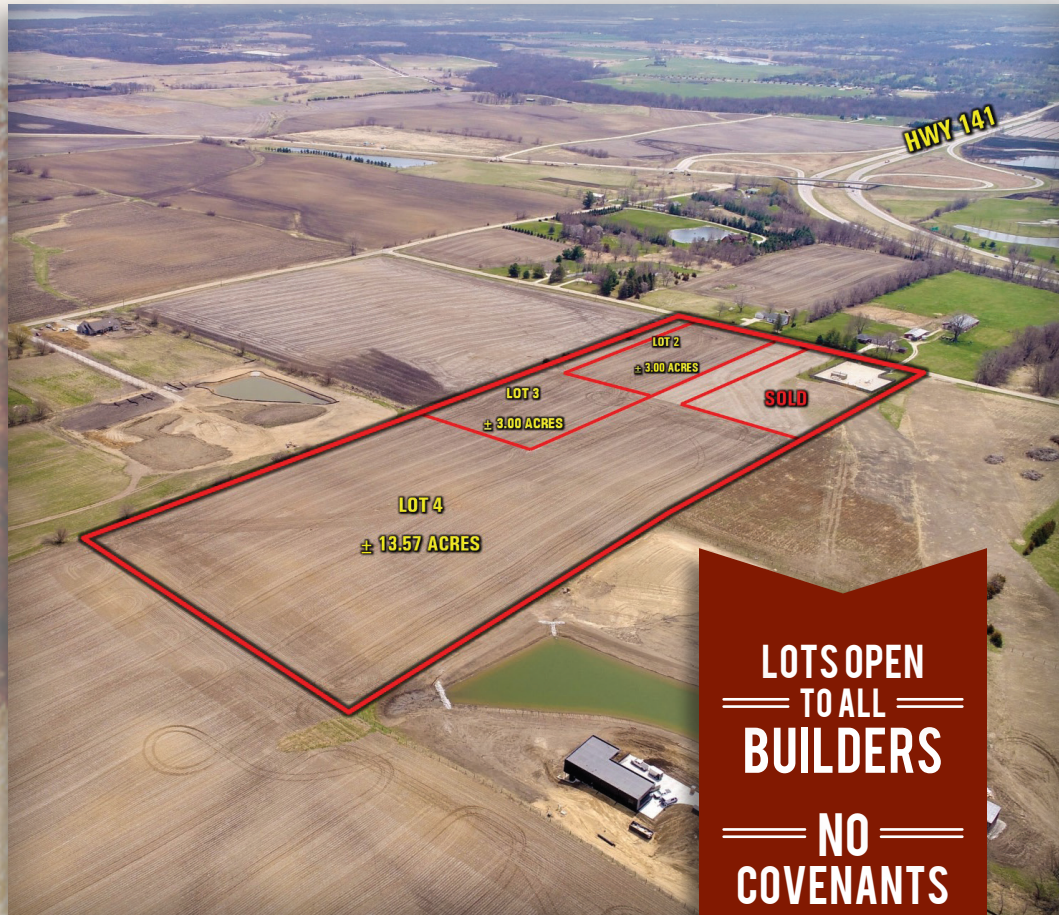 HWY 141
LOT 2
± 3.00 ACRES
LOT 3
± 3.00 ACRES
SOLD
LOT 4
± 13.57 ACRES
LOTS OPEN
TO ALL
BUILDERS
NO
COVENANTS